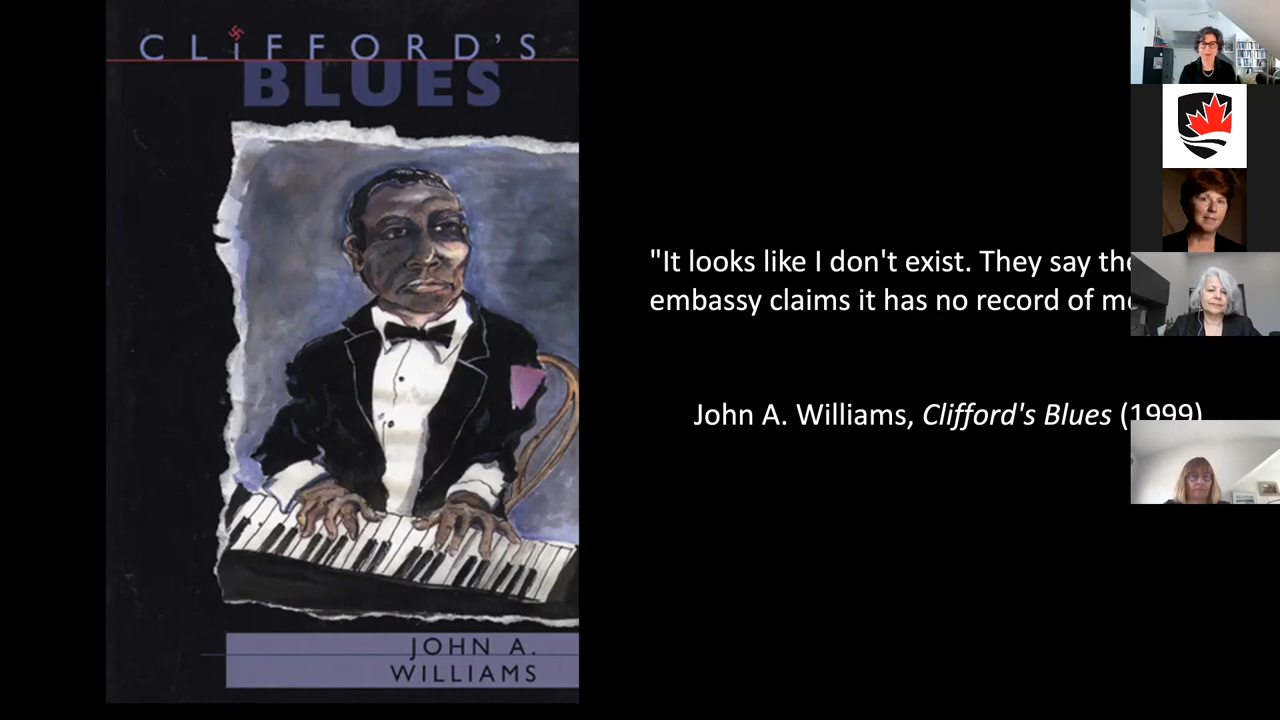 CLiFFORD'S
BLUES
"It looks like I don't exist. They say the
embassy claims it has no record of me
John A. Williams, Clifford's Blues (1999)
JOHN A.
WILLIAMS